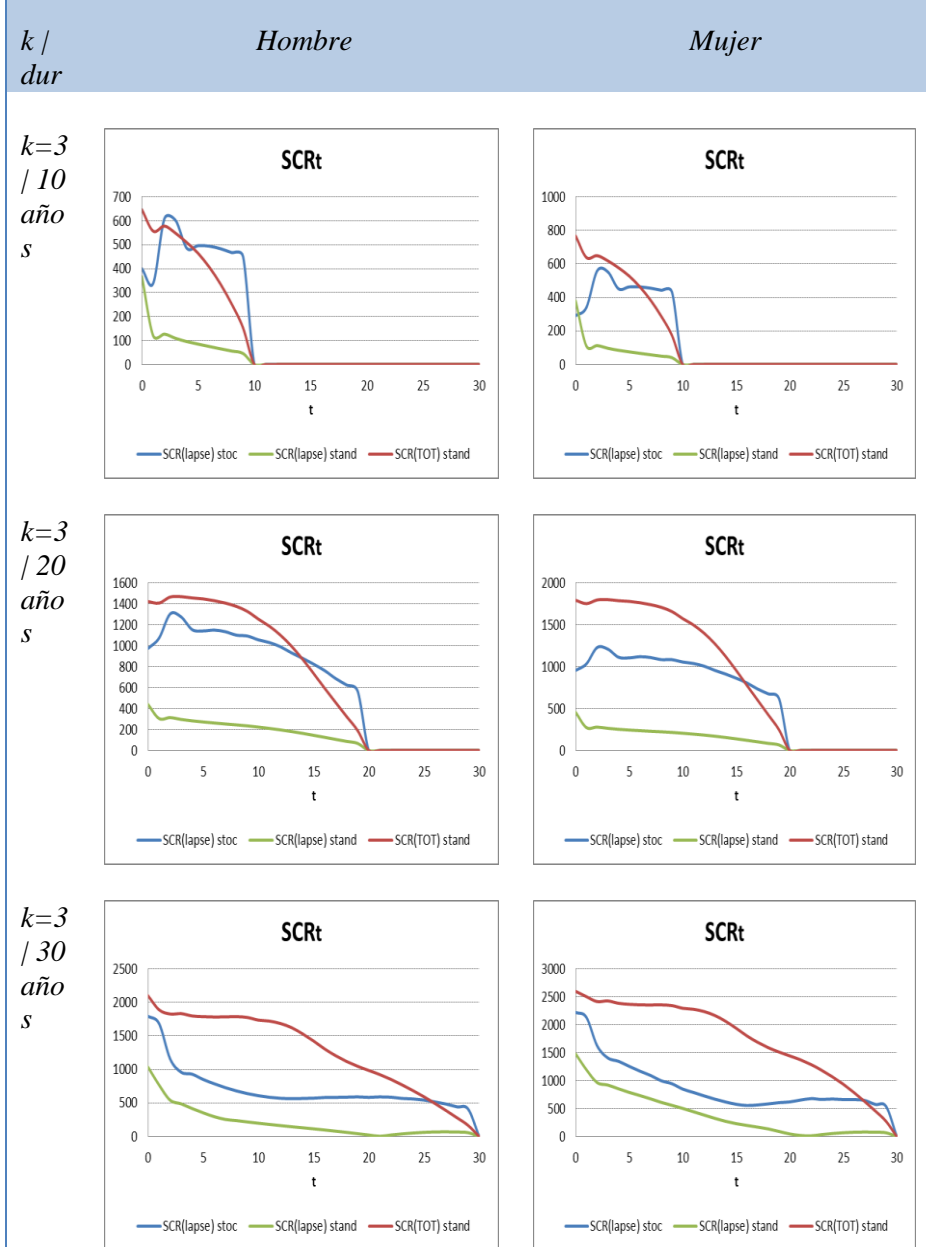 k |
dur
Hombre
Mujer
k=3
| 10
año
s
SCRt
700
600
500
400
300
200
100
0
0 5 10 15 20 25 30
t
SCR(lapse) stoc SCR(lapse) stand SCR(TOT) stand
SCRt
1000
800
600
400
200
0
0 5 10 15 20 25 30
t
SCR(lapse) stoc SCR(lapse) stand SCR(TOT) stand
k=3
| 20
año
s
SCRt
1600
1400
1200
1000
800
600
400
200
0
0 5 10 15 20 25 30
t
SCR(lapse) stoc SCR(lapse) stand SCR(TOT) stand
SCRt
2000
1500
1000
500
0
0 5 10 15 20 25 30
t
SCR(lapse) stoc SCR(lapse) stand SCR(TOT) stand
k=3
| 30
año
s
SCRt
2500
2000
1500
1000
500
0
0 5 10 15 20 25 30
t
SCR(lapse) stoc SCR(lapse) stand SCR(TOT) stand
SCRt
3000
2500
2000
1500
1000
500
0
0 5 10 15 20 25 30
t
SCR(lapse) stoc SCR(lapse) stand SCR(TOT) stand